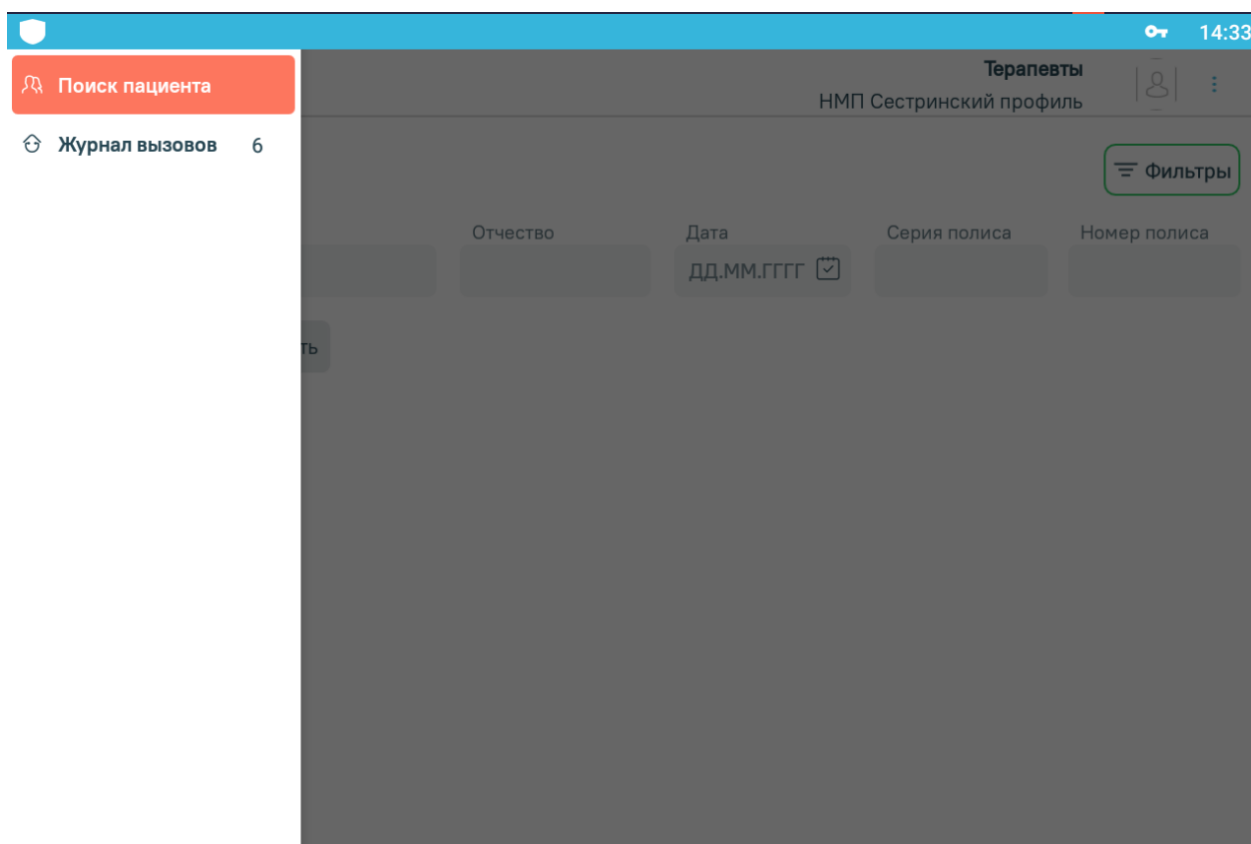 14:33
Поиск пациента
Журнал вызовов 6
Терапевты
НМП Сестринский профиль
Фильтры
Отчество Дата Серия полиса Номер полиса
ДД.ММ.ГГГГ
ть